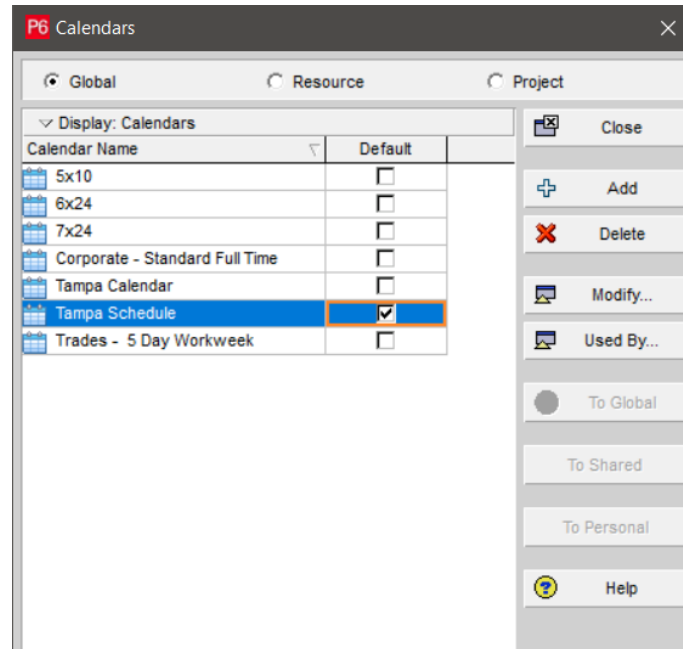 P6 Calendars
Global Resource Project
Display: Calendars
Calendar Name Default
5x10
6x24
7x24
Corporate - Standard Full Time
Tampa Calendar
Tampa Schedule
Trades - 5 Day Workweek
Close
Add
Delete
Modify...
Used By...
To Global
To Shared
To Personal
? Help